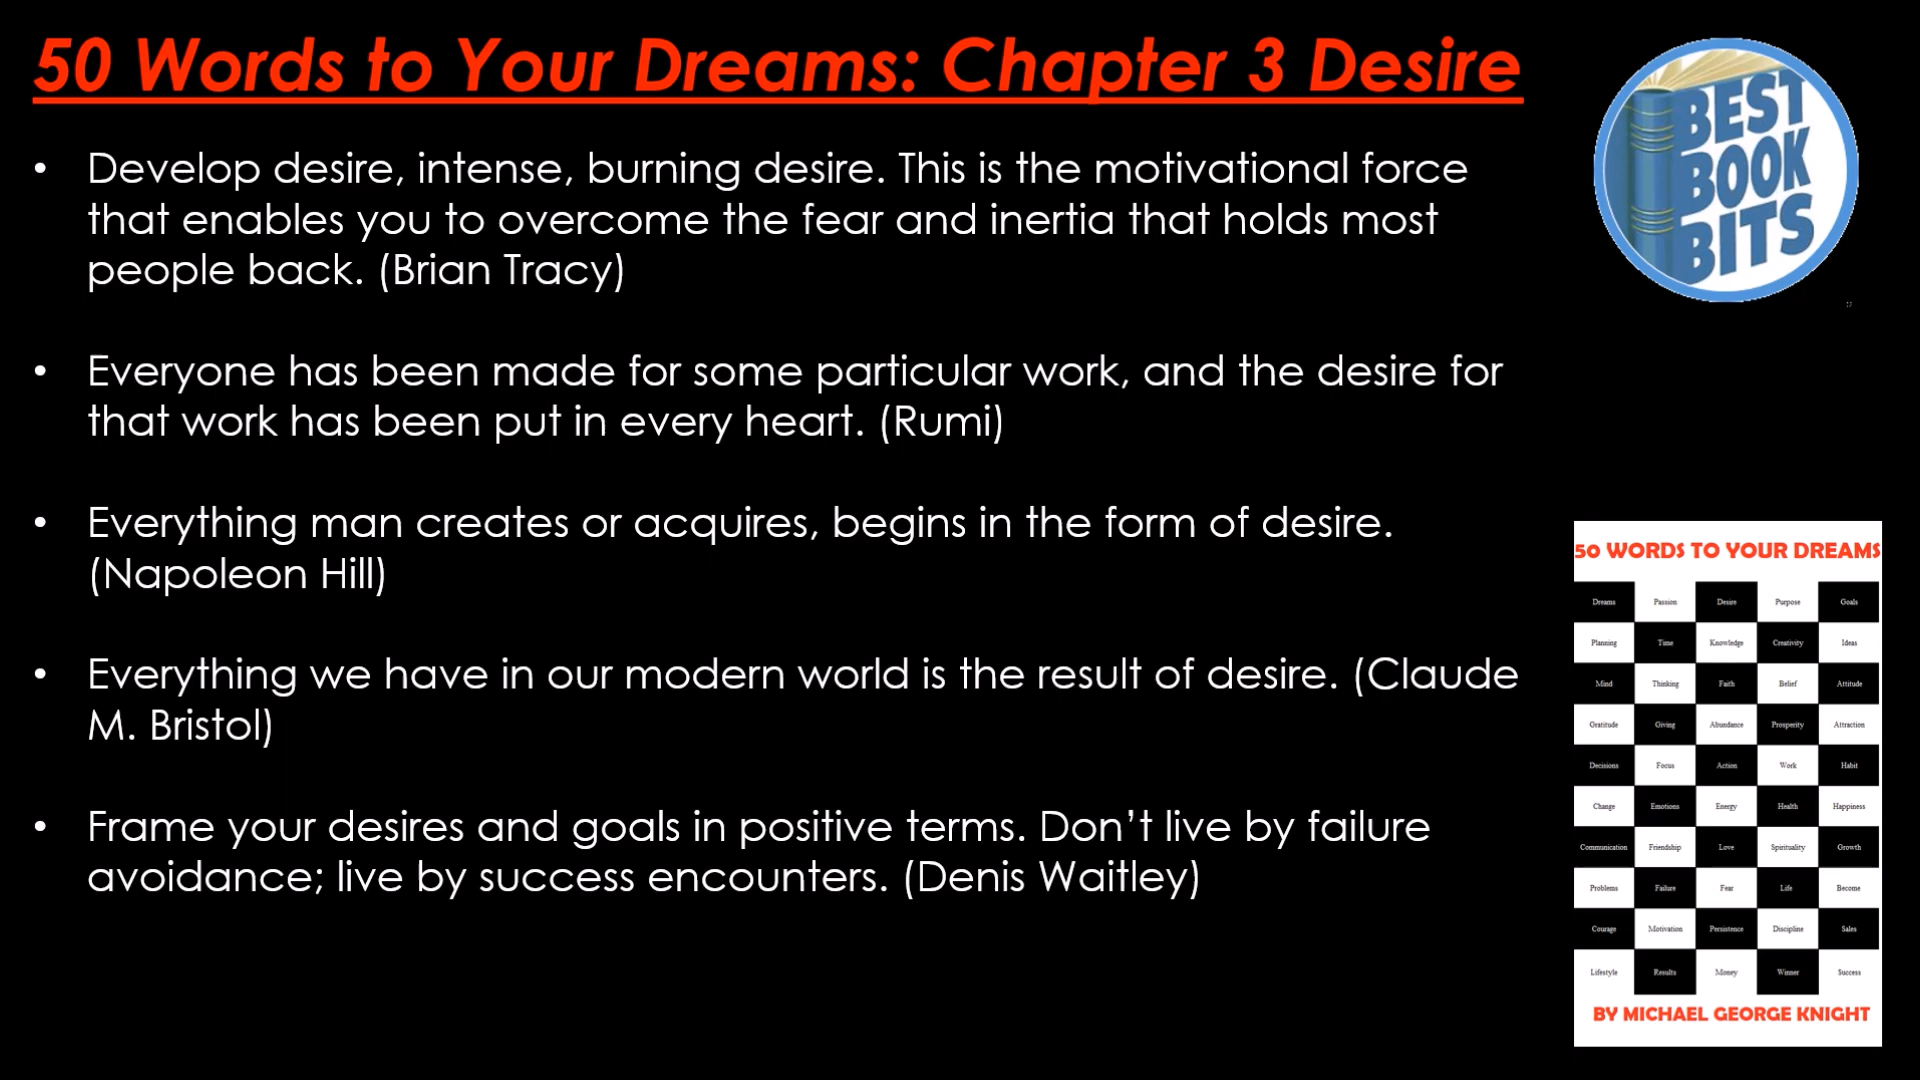 50 Words to Your Dreams: Chapter 3 Desire
• Develop desire, intense, burning desire. This is the motivational force
that enables you to overcome the fear and inertia that holds most
people back. (Brian Tracy)
• Everyone has been made for some particular work, and the desire for
that work has been put in every heart. (Rumi)
• Everything man creates or acquires, begins in the form of desire.
(Napoleon Hill)
• Everything we have in our modern world is the result of desire. (Claude
M. Bristol)
• Frame your desires and goals in positive terms. Don’t live by failure
avoidance; live by success encounters. (Denis Waitley)
BEST
BOOK
BITS
50 WORDS TO YOUR DREAMS
Dreams Passion Desire Purpose Goals
Planning Time Knowledge Creativity Ideas
Mind Thinking Faith Belief Attitude
Gratitude Giving Abundance Prosperity Attraction
Decisions Focus Action Work Habit
Change Emotions Energy Health Happiness
Communication Friendship Love Spirituality Growth
Problems Failure Fear Life Become
Courage Motivation Persistence Discipline Sales
Lifestyle Results Money Winner Success
BY MICHAEL GEORGE KNIGHT